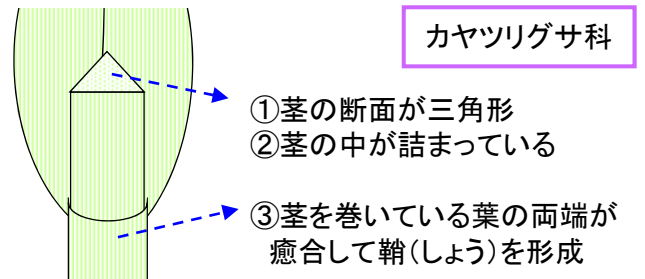 カヤツリグサ科
①茎の断面が三角形
②茎の中が詰まっている
③茎を巻いている葉の両端が
癒合して鞘(しょう)を形成